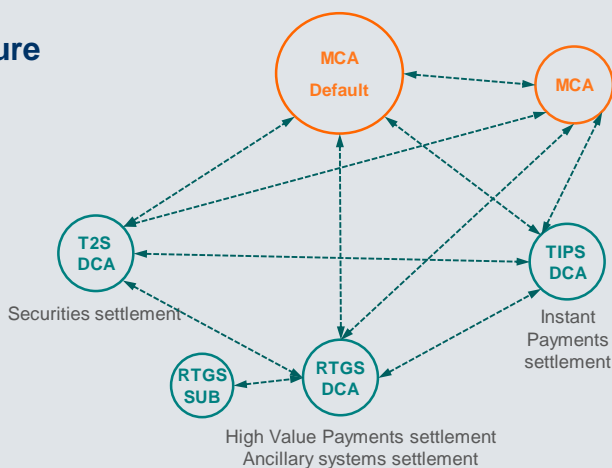 ure
MCA
Default
MCA
T2S
DCA
TIPS
DCA
Securities settlement
Instant
Payments
settlement
RTGS
SUB
RTGS
DCA
High Value Payments settlement
Ancillary systems settlement